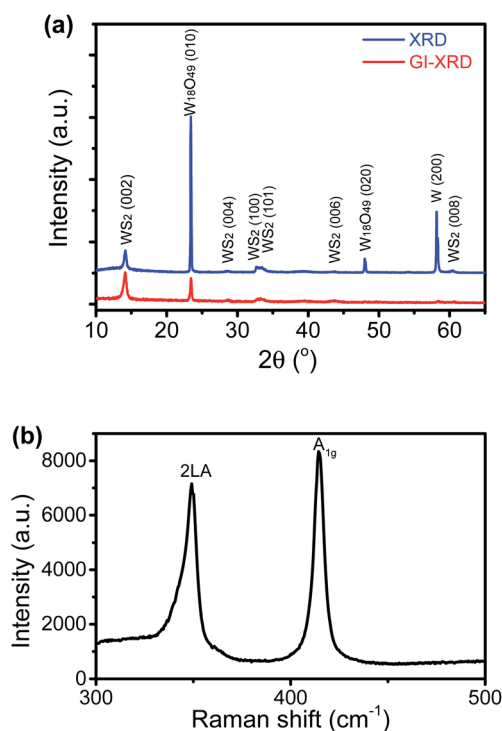 (a)
XRD
GI-XRD
Intensity (a.u.)
WS2 (002)
W18O49 (010)
WS2 (004)
WS2 (100)
WS2 (101)
WS2 (006)
W18O49 (020)
W (200)
WS2 (008)
10 20 30 40 50 60
2θ (°)
(b)
Intensity (a.u.)
8000
6000
4000
2000
0
2LA
A1g
300 400 500
Raman shift (cm-1)